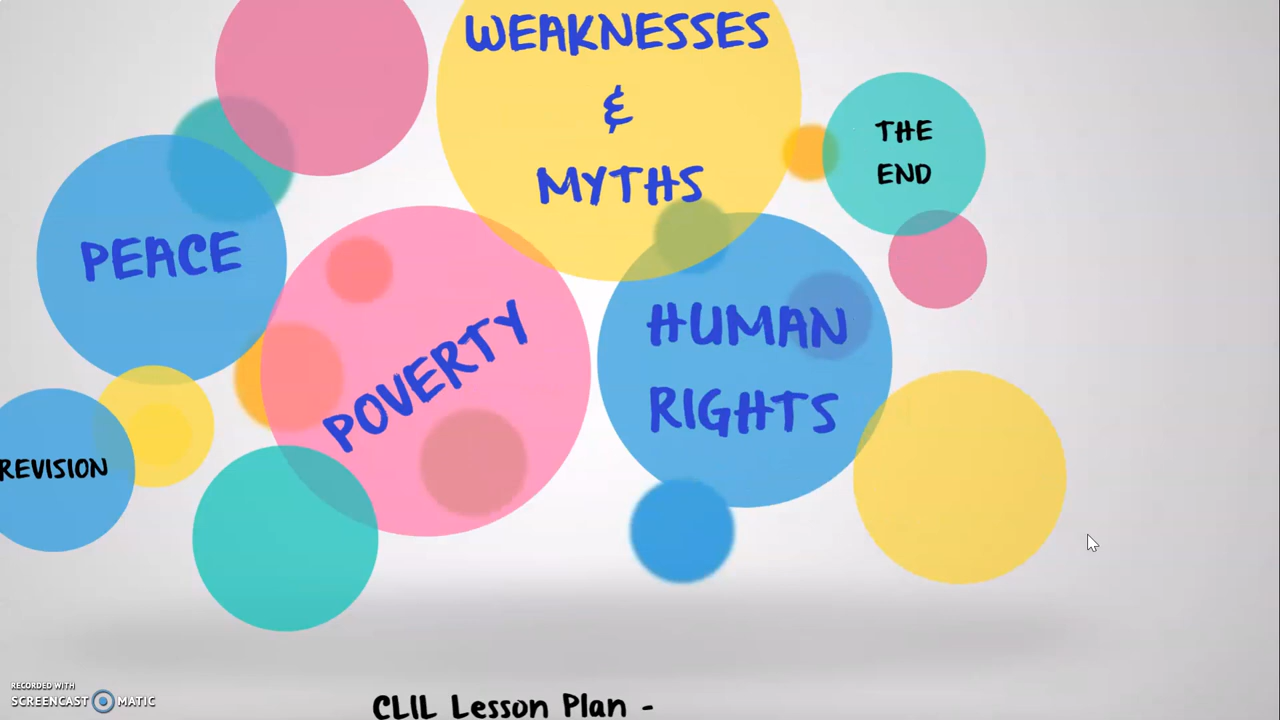 WEAKNESSES
&
MYTHS
THE
END
PEACE
POVERTY
HUMAN
RIGHTS
REVISION
RECORDED WITH
SCREENCAST MATIC
CLIL Lesson Plan -